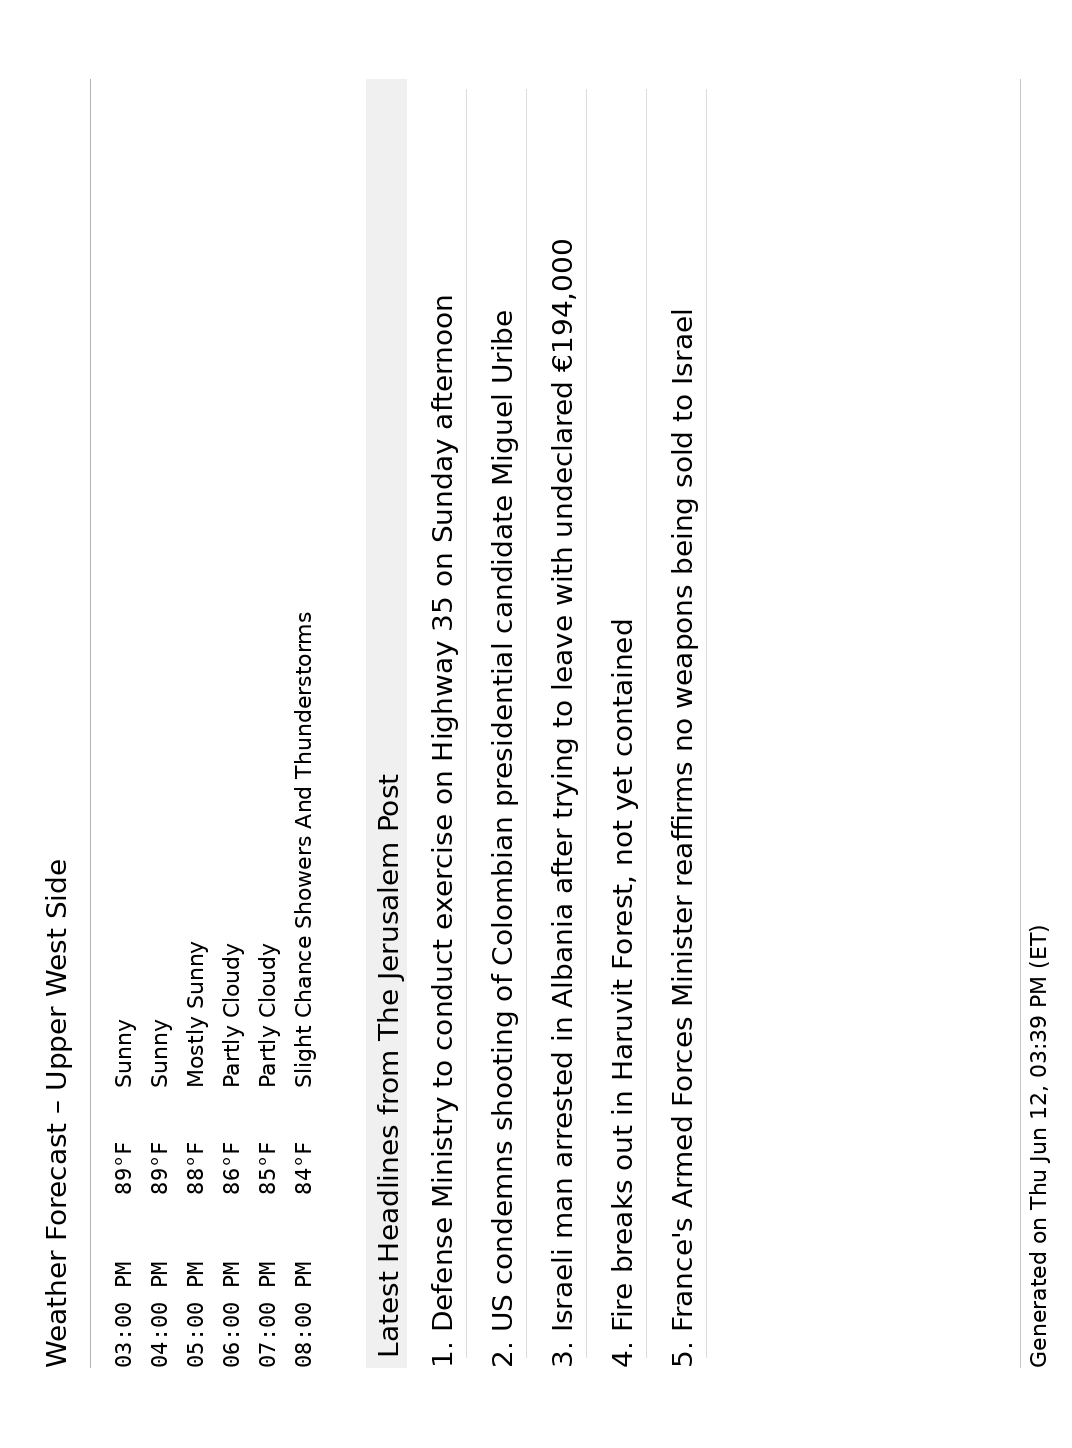 Weather Forecast – Upper West Side
03:00 PM 89°F Sunny
04:00 PM 89°F Sunny
05:00 PM 88°F Mostly Sunny
06:00 PM 86°F Partly Cloudy
07:00 PM 85°F Partly Cloudy
08:00 PM 84°F Slight Chance Showers And Thunderstorms
Latest Headlines from The Jerusalem Post
1. Defense Ministry to conduct exercise on Highway 35 on Sunday afternoon
2. US condemns shooting of Colombian presidential candidate Miguel Uribe
3. Israeli man arrested in Albania after trying to leave with undeclared €194,000
4. Fire breaks out in Haruvit Forest, not yet contained
5. France's Armed Forces Minister reaffirms no weapons being sold to Israel
Generated on Thu Jun 12, 03:39 PM (ET)